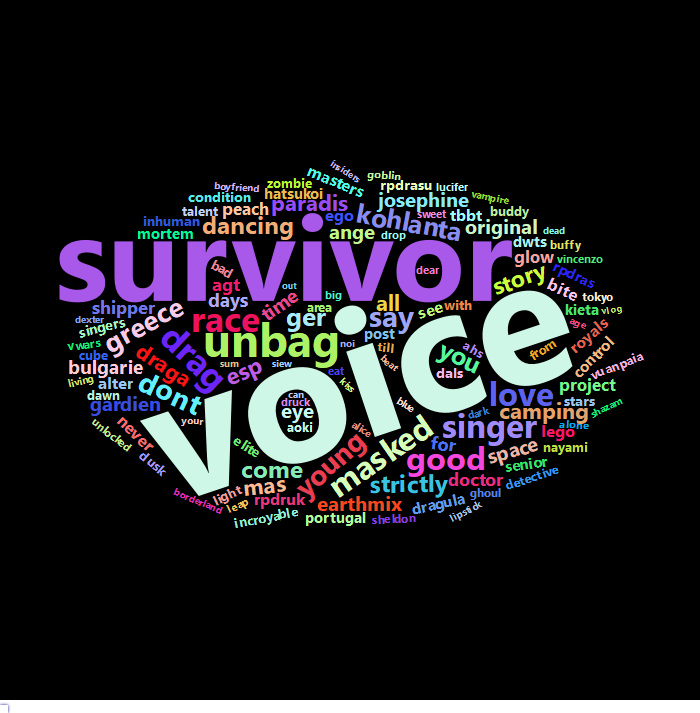 insiders
goblin
masters
zombie
boyfriend
rpdrasu
lucifer
hatsukoi
vampire
condition
josephine
paradis
peach
talent
ego
sweet
tbbt
buddy
kohlanta
original
inhuman
dancing
mortem
ange
drop
dwts
dead
buffy
survivor
glow
vincenzo
bad
dear
rpdras
agt
out
big
story
bite
tokyo
days
time
area
all
see
with
kieta
vlog
shipper
greece
race
ger
say
singers
dexter
post
age
royals
vwars
unbag
noi
till
you
ahs
from
control
cube
drag
draga
sum
siew
beat
bulgarie
esp
eat
dals
vuanpaia
living
alter
dont
kiss
love
project
dawn
can
druck
eye
blue
dark
stars
gardien
voice
camping
shazam
your
aoki
alice
singer
alone
unlocked
never
elite
masked
for
lego
young
good
space
nayami
dusk
come
senior
light
mas
strictly
doctor
detective
borderland
leap
rpdruk
earthmix
dragula
ghoul
incroyable
portugal
sheldon
lipstick